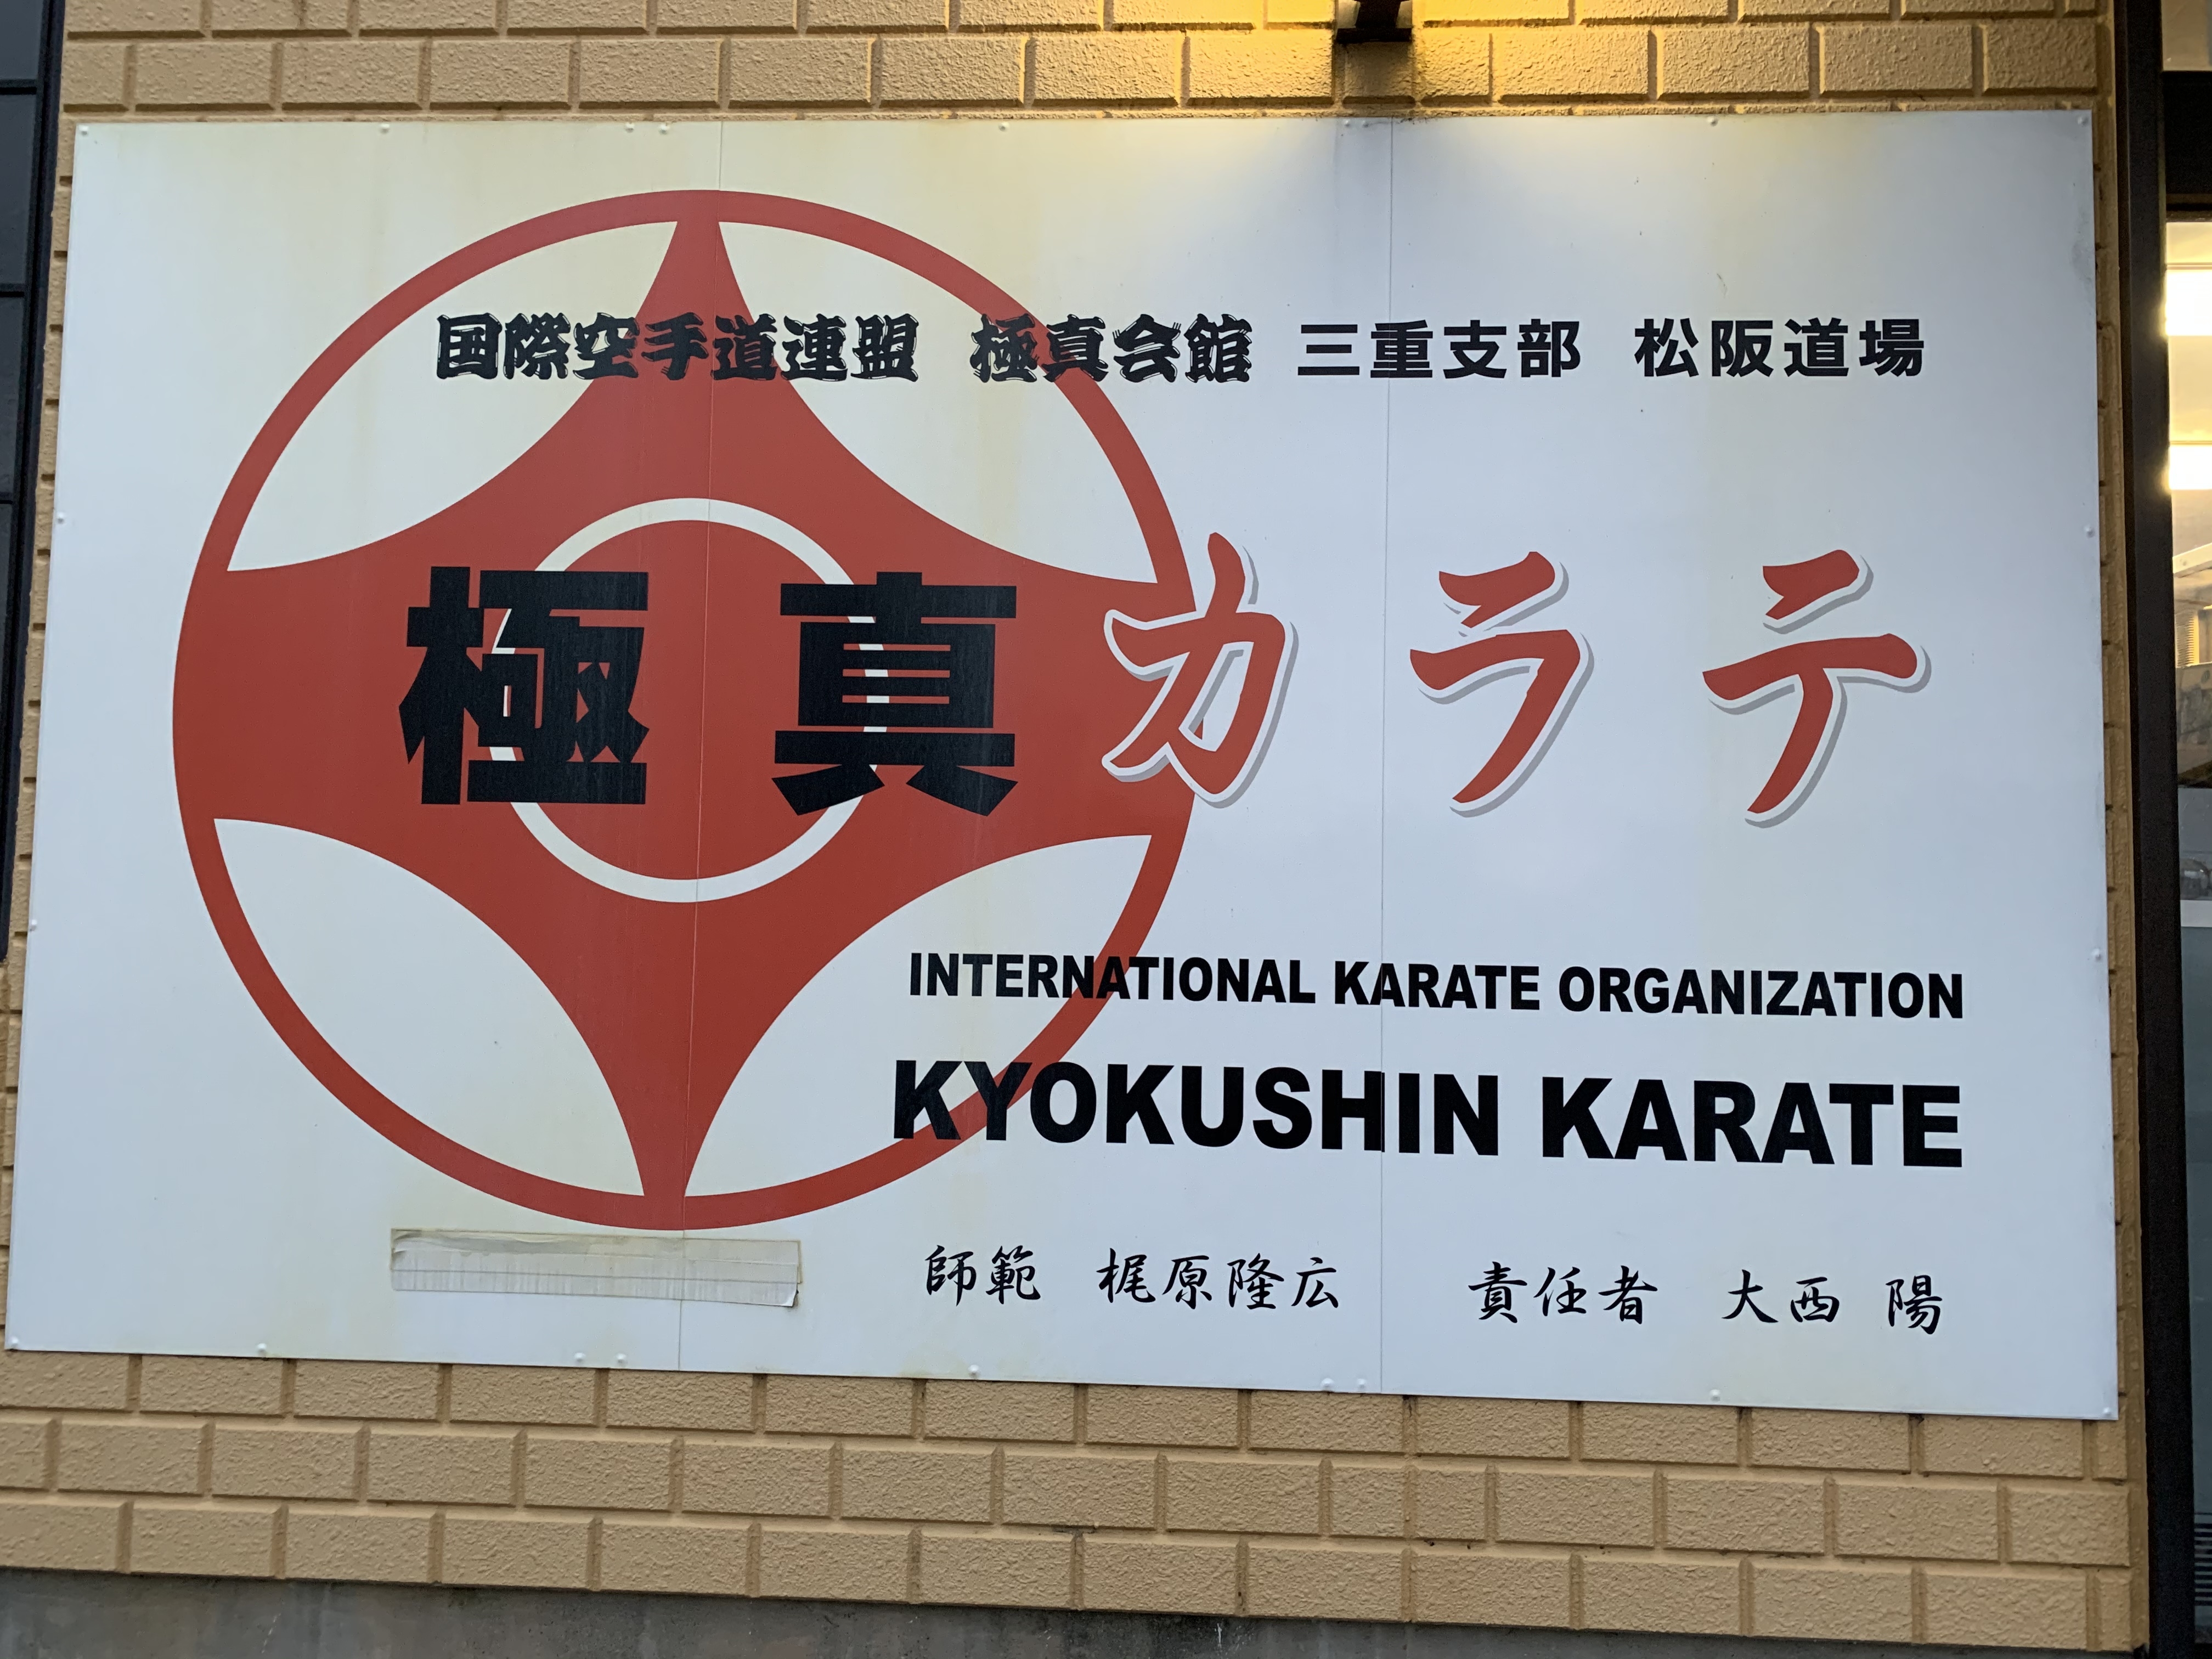 国際空手道連盟 極真会館 三重支部 松阪道場
極真カラテ
INTERNATIONAL KARATE ORGANIZATION
KYOKUSHIN KARATE
師範 梶原隆広 責任者 大西 陽